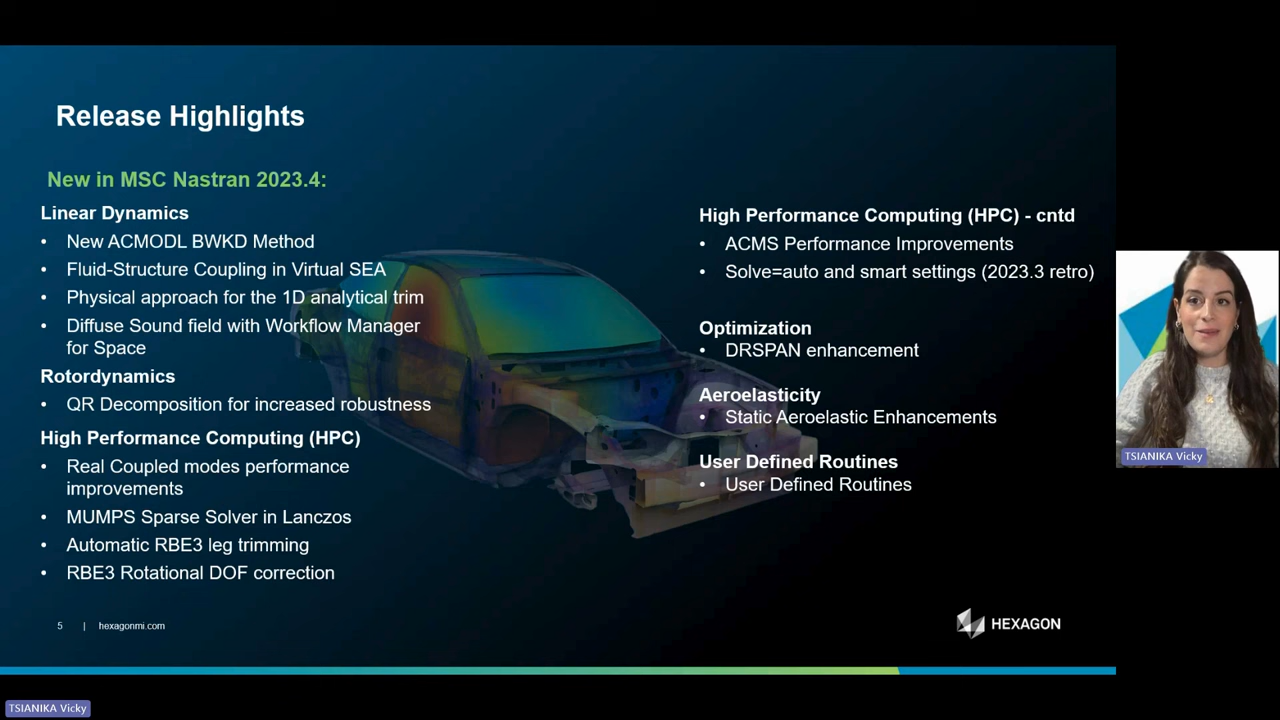 Release Highlights
New in MSC Nastran 2023.4:
Linear Dynamics
• New ACMODL BWKD Method
• Fluid-Structure Coupling in Virtual SEA
• Physical approach for the 1D analytical trim
• Diffuse Sound field with Workflow Manager
for Space
Rotordynamics
• QR Decomposition for increased robustness
High Performance Computing (HPC)
• Real Coupled modes performance
improvements
• MUMPS Sparse Solver in Lanczos
• Automatic RBE3 leg trimming
• RBE3 Rotational DOF correction
High Performance Computing (HPC) - cntd
• ACMS Performance Improvements
• Solve=auto and smart settings (2023.3 retro)
Optimization
• DRSPAN enhancement
Aeroelasticity
• Static Aeroelastic Enhancements
User Defined Routines
• User Defined Routines
5 | hexagonmi.com
HEXAGON
TSIANIKA Vicky
TSIANIKA Vicky